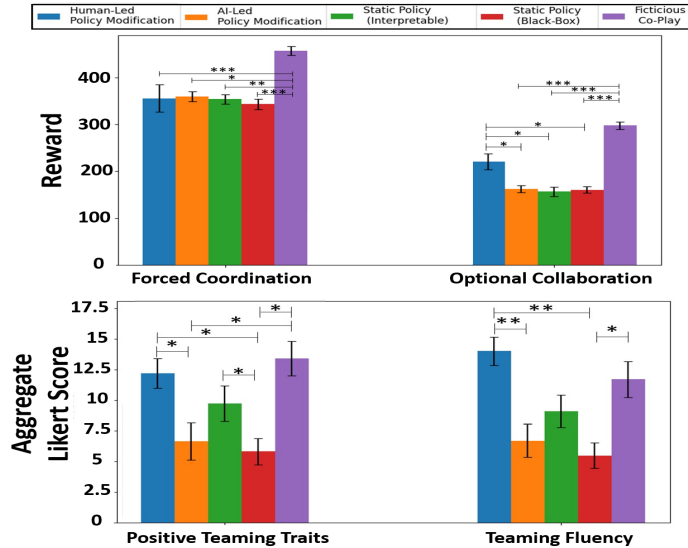 Human-Led
Policy Modification
AI-Led
Policy Modification
Static Policy
(Interpretable)
Static Policy
(Black-Box)
Ficticious
Co-Play
Reward
400
300
200
100
0
***
*
**
***
***
***
***
*
*
*
Forced Coordination
Optional Collaboration
Aggregate
Likert Score
17.5
15
12.5
10
7.5
5
2.5
0
*
*
*
*
*
**
**
*
Positive Teaming Traits
Teaming Fluency